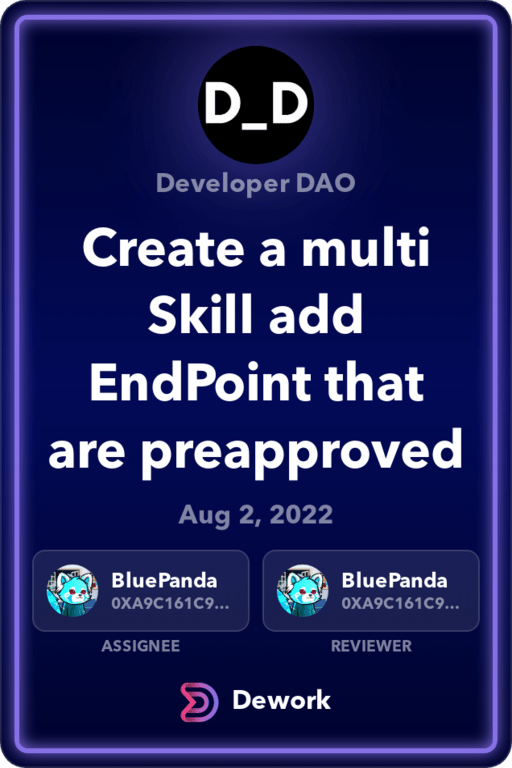 D_D
Developer DAO
Create a multi
Skill add
EndPoint that
are preapproved
Aug 2, 2022
BluePanda
0XA9C161C9...
ASSIGNEE
BluePanda
0XA9C161C9...
REVIEWER
Dework